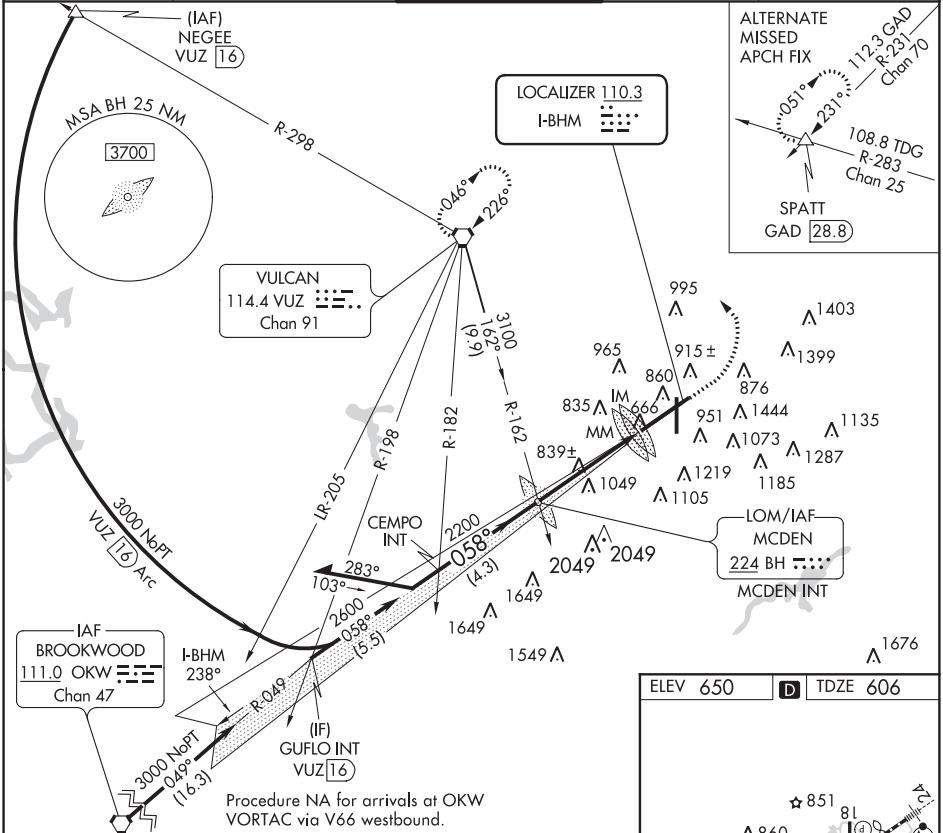 (IAF)
NEGEE
VUZ 16
MSA BH 25 NM
3700
R-298
LOCALIZER 110.3
I-BHM
ALTERNATE
MISSED
APCH FIX
112.3 GAD
R-231
Chan 70
051°
231°
108.8 TDG
R-283
Chan 25
SPATT
GAD 28.8
046°
226°
VULCAN
114.4 VUZ
Chan 91
3100
162°
(9.9)
R-162
R-182
R-198
LR-205
995
1403
965
915 ±
1399
860
876
IM
835
666
1444
951
1135
MM
1073
839±
1287
1219
1185
1049
1105
CEMPO
INT
2200
058°
(4.3)
LOM/IAF
MCDEN
224 BH
MCDEN INT
2049
2049
283°
103°
1649
1649
2600
058°
(5.5)
1549
1676
3000 NoPT
VUZ 16 Arc
IAF
BROOKWOOD
111.0 OKW
Chan 47
I-BHM
238°
R-049
(IF)
GUFLO INT
VUZ 16
3000 NoPT
049°
(16.3)
Procedure NA for arrivals at OKW
VORTAC via V66 westbound.
ELEV 650
D
TDZE 606
851
18
P
24
860